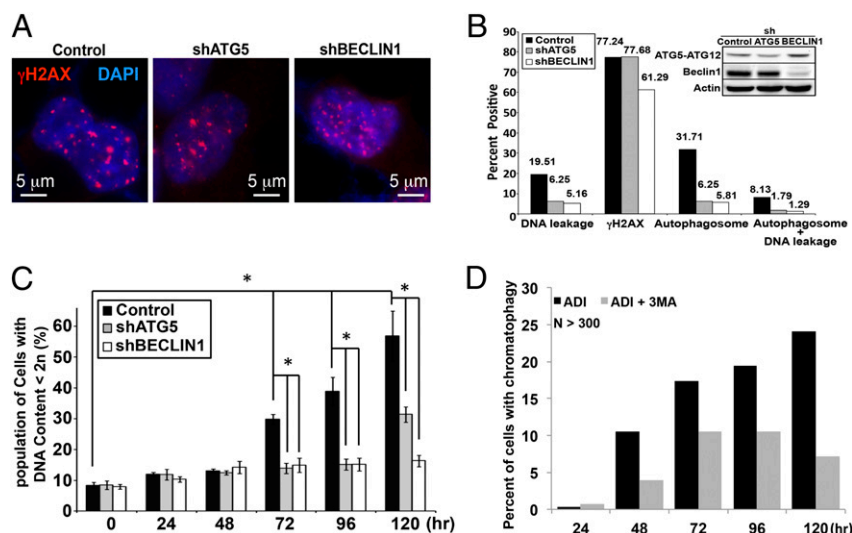 A
Control
shATG5
shBECLIN1
γH2AX
DAPI
5 μm
5 μm
5 μm
B
Percent Positive
90
80
70
60
50
40
30
20
10
Control
shATG5
shBECLIN1
77.24
77.68
61.29
19.51
6.25
5.16
31.71
6.25
5.81
8.13
1.79
1.29
DNA leakage
γH2AX
Autophagosome
Autophagosome
+
DNA leakage
sh
Control ATG5 BECLIN1
ATG5-ATG12
Beclin1
Actin
C
population of Cells with
DNA Content < 2n (%)
60
50
40
30
20
10
0
Control
shATG5
shBECLIN1
*
*
*
*
0 24 48 72 96 120 (hr)
D
Percent of cells with chromatophagy
30
25
20
15
10
5
0
ADI
ADI + 3MA
N > 300
24 48 72 96 120 (hr)